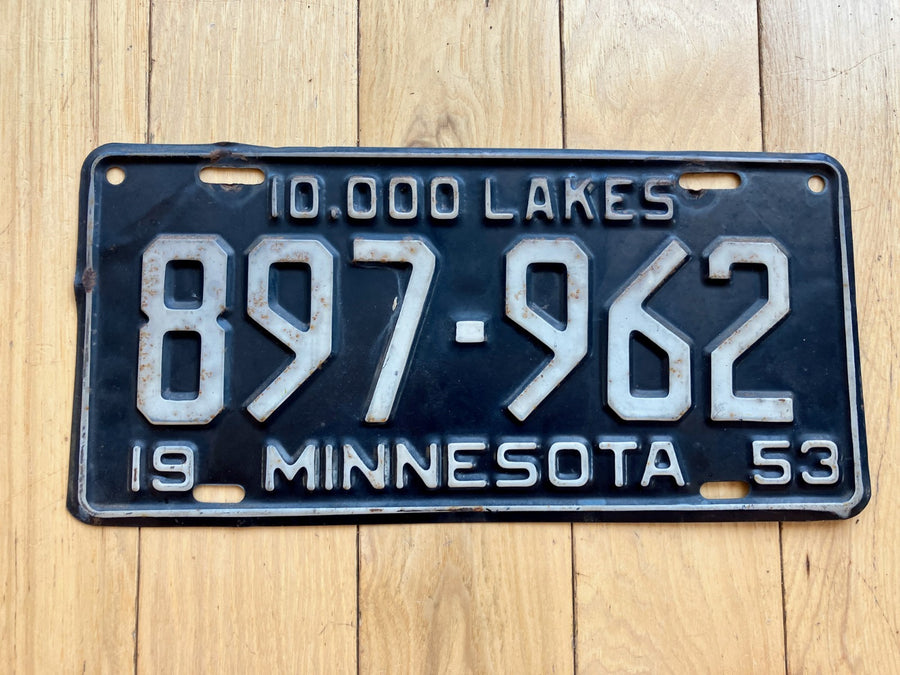 10.000 LAKES
897-962
19 MINNESOTA 53